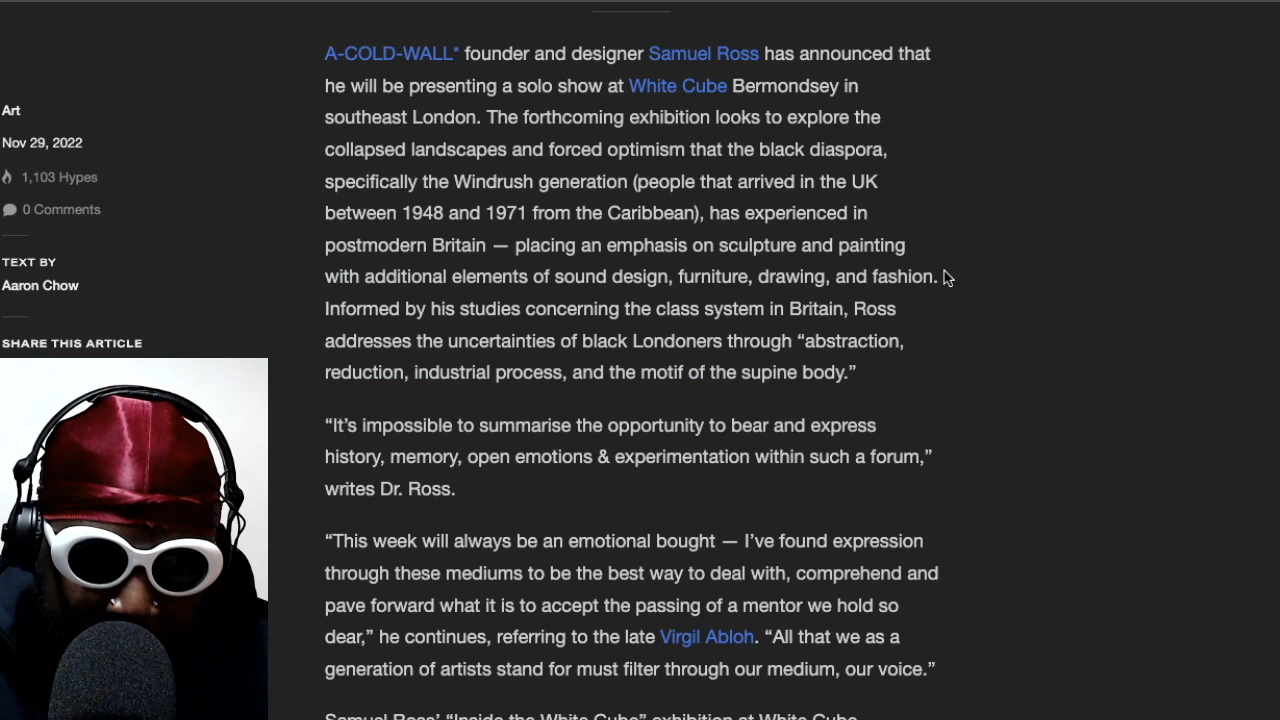 Art
Nov 29, 2022
1,103 Hypes
0 Comments
TEXT BY
Aaron Chow
SHARE THIS ARTICLE
A-COLD-WALL* founder and designer Samuel Ross has announced that
he will be presenting a solo show at White Cube Bermondsey in
southeast London. The forthcoming exhibition looks to explore the
collapsed landscapes and forced optimism that the black diaspora,
specifically the Windrush generation (people that arrived in the UK
between 1948 and 1971 from the Caribbean), has experienced in
postmodern Britain — placing an emphasis on sculpture and painting
with additional elements of sound design, furniture, drawing, and fashion.
Informed by his studies concerning the class system in Britain, Ross
addresses the uncertainties of black Londoners through “abstraction,
reduction, industrial process, and the motif of the supine body.”
“It’s impossible to summarise the opportunity to bear and express
history, memory, open emotions & experimentation within such a forum,”
writes Dr. Ross.
“This week will always be an emotional bought — I’ve found expression
through these mediums to be the best way to deal with, comprehend and
pave forward what it is to accept the passing of a mentor we hold so
dear,” he continues, referring to the late Virgil Abloh. “All that we as a
generation of artists stand for must filter through our medium, our voice.”
Samuel Ross’ “Inside the White Cube” exhibition at White Cube